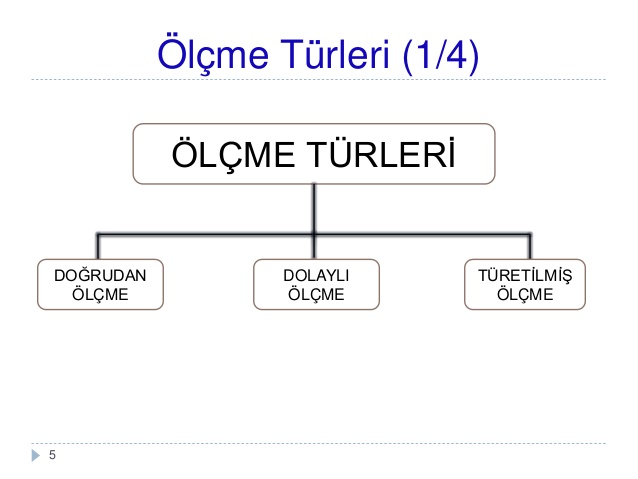 Ölçme Türleri (1/4)
ÖLÇME TÜRLERİ
DOĞRUDAN
ÖLÇME
DOLAYLI
ÖLÇME
TÜRETİLMİŞ
ÖLÇME
5